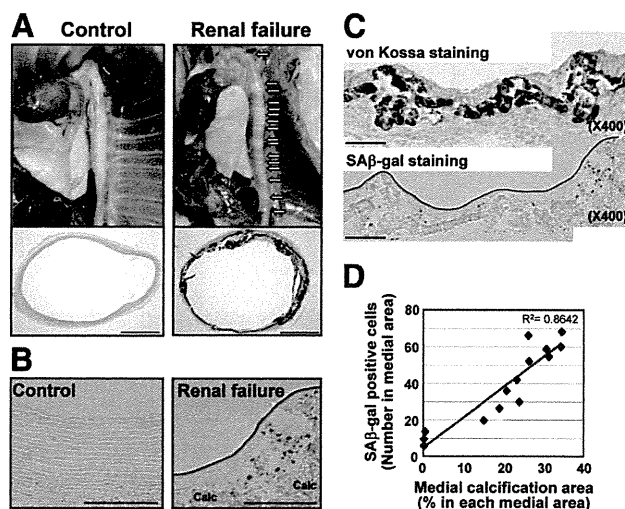 A
Control
Renal failure
B
Control
Renal failure
Calc
Calc
C
von Kossa staining
(X400)
SAβ-gal staining
(X400)
D
R²= 0.8642
SAβ-gal positive cells
(Number in medial area)
80
60
40
20
0
0 10 20 30 40
Medial calcification area
(% in each medial area)